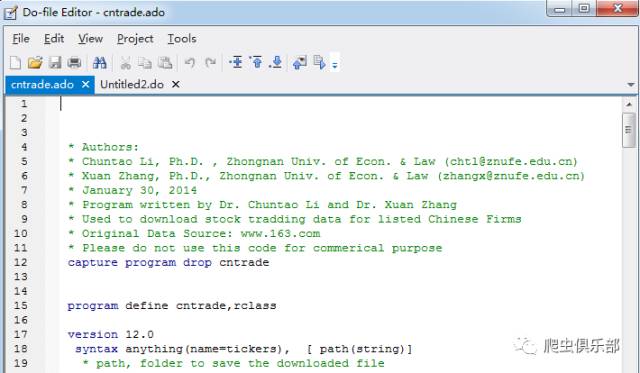 Do-file Editor - cntrade.ado
File Edit View Project Tools
cntrade.ado × Untitled2.do ×
1
2
3
4 * Authors:
5 * Chuntao Li, Ph.D. , Zhongnan Univ. of Econ. & Law (chtl@znufe.edu.cn)
6 * Xuan Zhang, Ph.D., Zhongnan Univ. of Econ. & Law (zhangx@znufe.edu.cn)
7 * January 30, 2014
8 * Program written by Dr. Chuntao Li and Dr. Xuan Zhang
9 * Used to download stock tradding data for listed Chinese Firms
10 * Original Data Source: www.163.com
11 * Please do not use this code for commerical purpose
12 capture program drop cntrade
13
14
15 program define cntrade,rclass
16
17 version 12.0
18 syntax anything(name=tickers), [ path(string)]
19 * path, folder to save the downloaded file
爬虫俱乐部